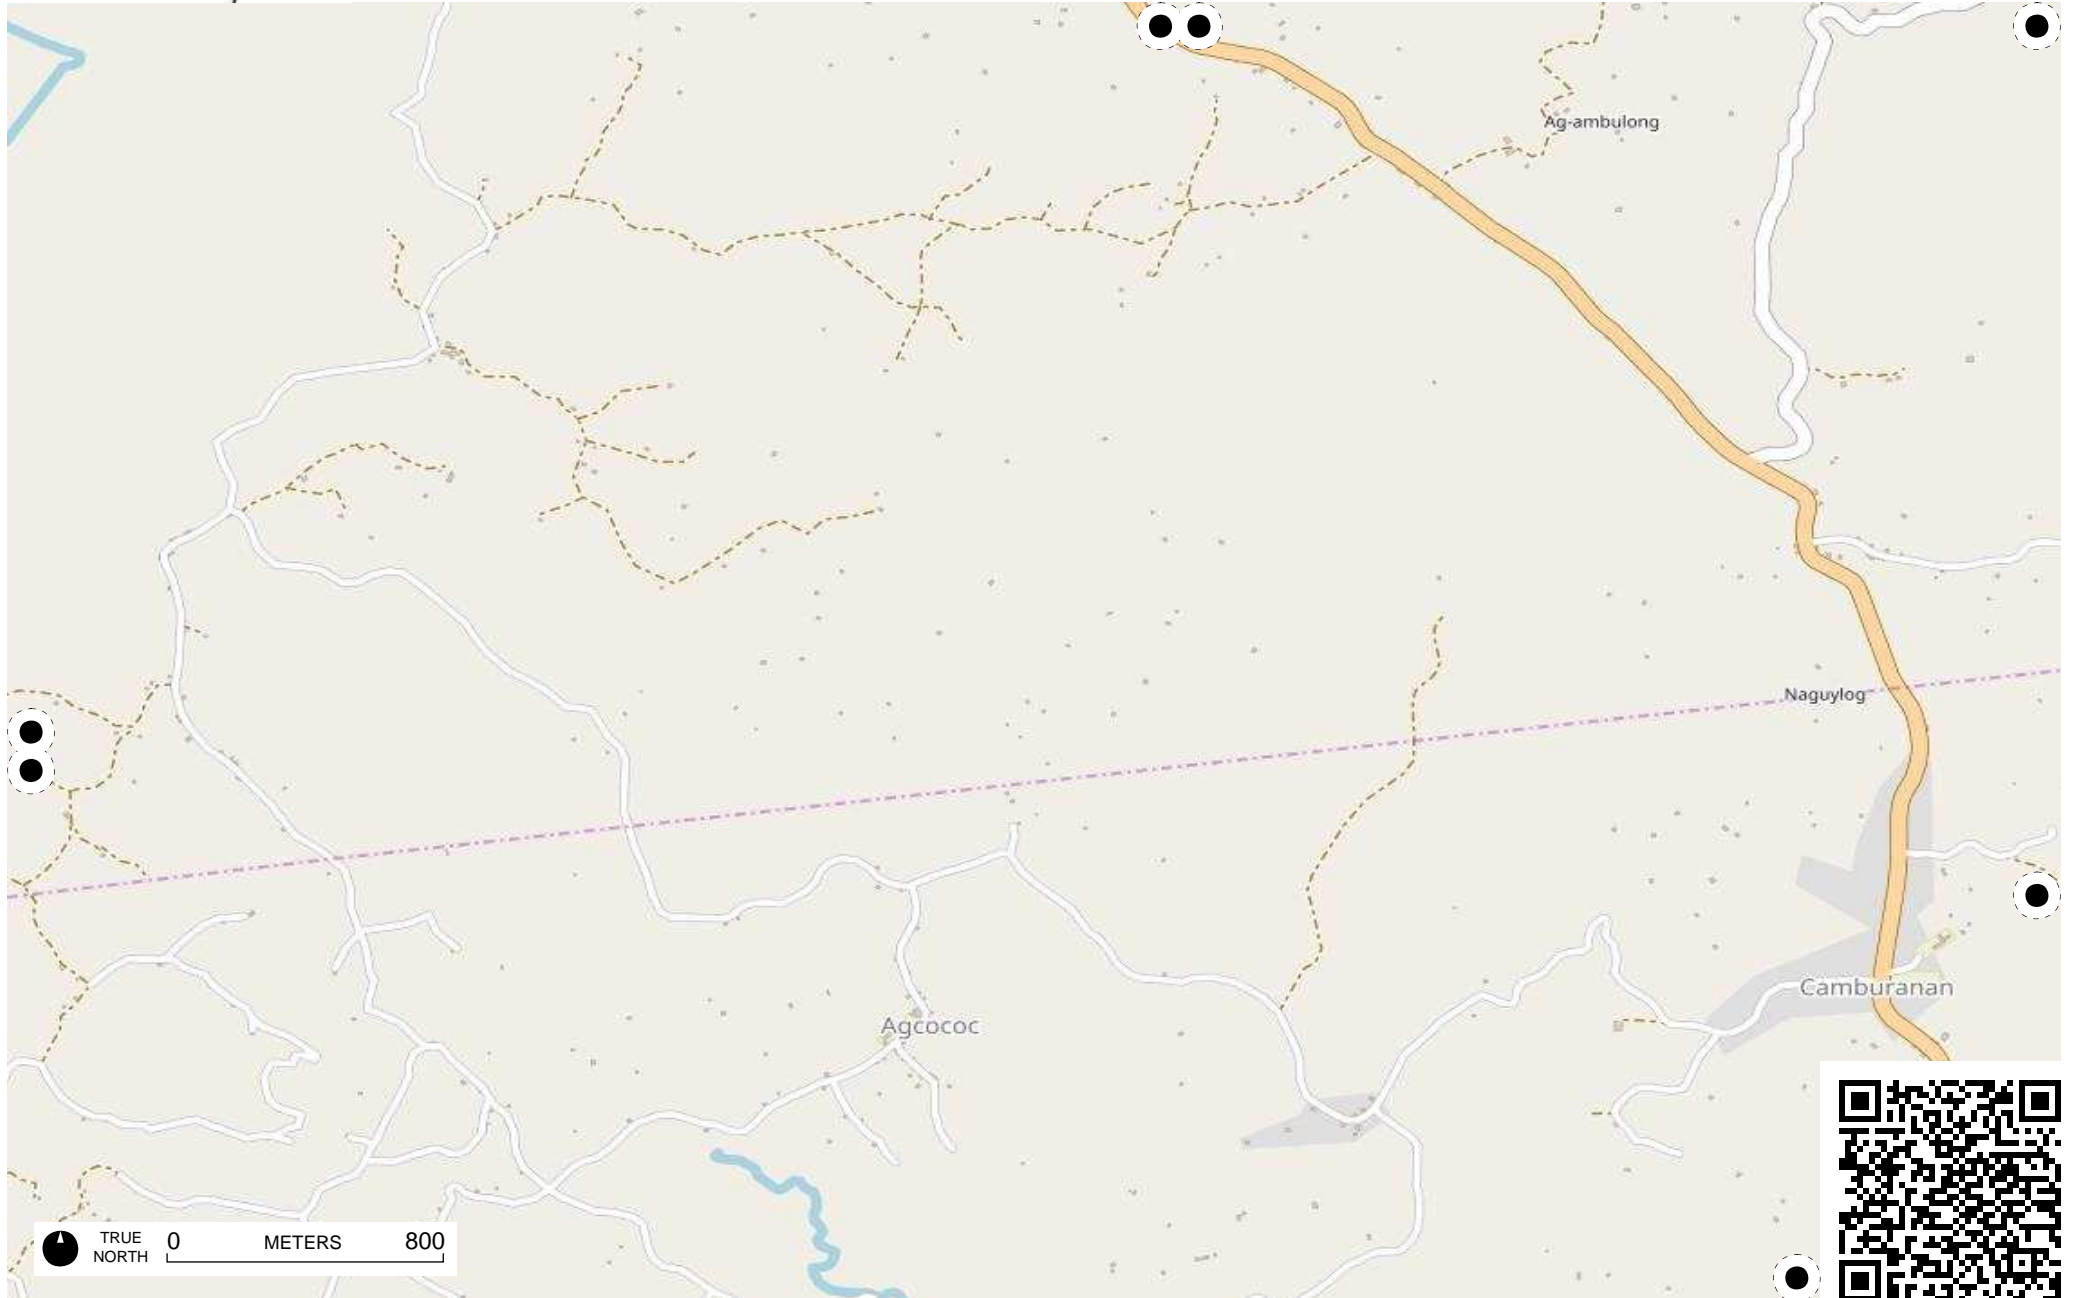 Ag-ambulong
Naguylog
Camburanan
Agcococ
TRUE
NORTH
0 METERS 800